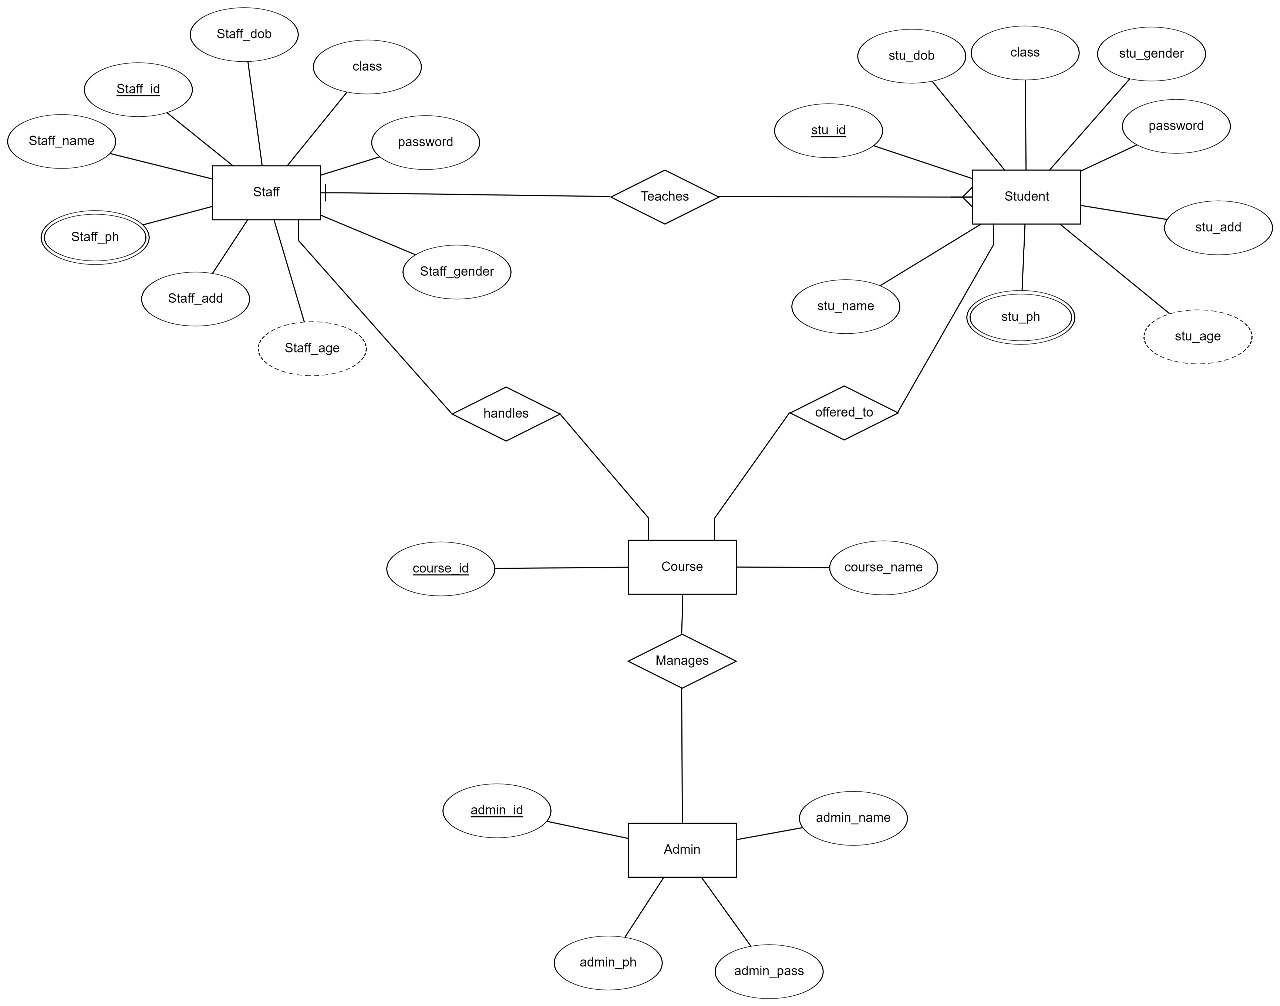 Staff_dob
class
Staff_id
Staff_name
password
Staff
Staff_ph
Staff_add
Staff_gender
Staff_age
Teaches
stu_dob
class
stu_gender
stu_id
password
Student
stu_add
stu_name
stu_ph
stu_age
handles
offered_to
course_id
Course
course_name
Manages
admin_id
admin_name
Admin
admin_ph
admin_pass